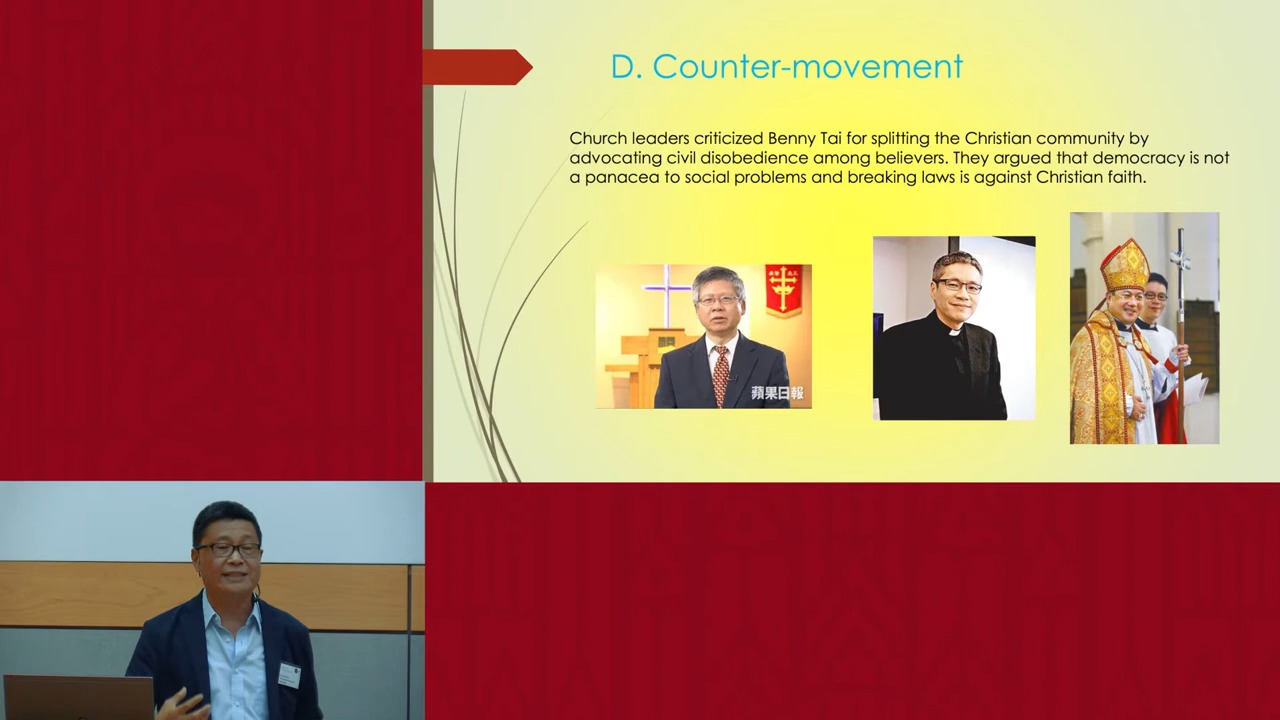 D. Counter-movement
Church leaders criticized Benny Tai for splitting the Christian community by
advocating civil disobedience among believers. They argued that democracy is not
a panacea to social problems and breaking laws is against Christian faith.
蘋果日報